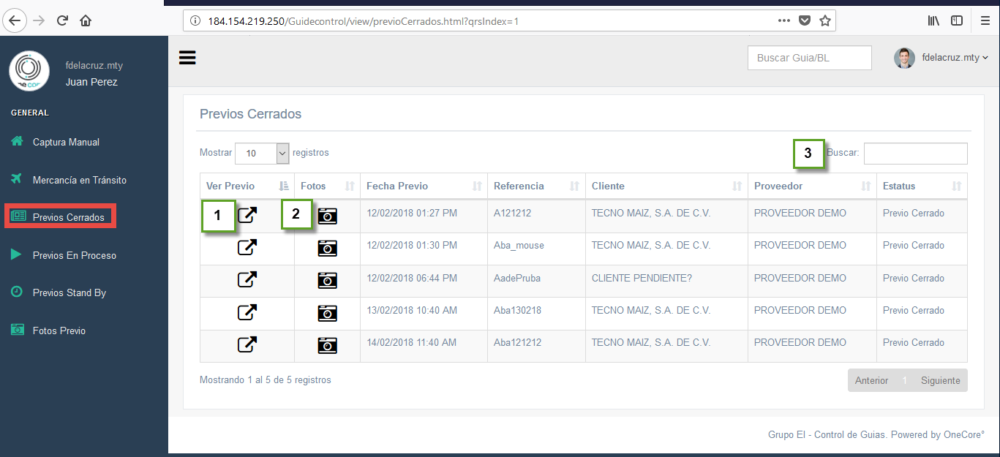 184.154.219.250/Guidecontrol/view/previoCerrados.html?qrsIndex=1
fdelacruz.mty
Juan Perez
GENERAL
Captura Manual
Mercancía en Tránsito
Previos Cerrados
Previos En Proceso
Previos Stand By
Fotos Previo
Buscar Guia/BL
fdelacruz.mty
Previos Cerrados
Mostrar 10 registros
3 Buscar:
Ver Previo Fotos Fecha Previo Referencia Cliente Proveedor Estatus
1 2 12/02/2018 01:27 PM A121212 TECNO MAIZ, S.A. DE C.V. PROVEEDOR DEMO Previo Cerrado
12/02/2018 01:30 PM Aba_mouse TECNO MAIZ, S.A. DE C.V. PROVEEDOR DEMO Previo Cerrado
12/02/2018 06:44 PM AadePruba CLIENTE PENDIENTE? PROVEEDOR DEMO Previo Cerrado
13/02/2018 10:40 AM Aba130218 TECNO MAIZ, S.A. DE C.V. PROVEEDOR DEMO Previo Cerrado
14/02/2018 11:40 AM Aba121212 TECNO MAIZ, S.A. DE C.V. PROVEEDOR DEMO Previo Cerrado
Mostrando 1 al 5 de 5 registros
Anterior 1 Siguiente
Grupo EI - Control de Guias. Powered by OneCore°